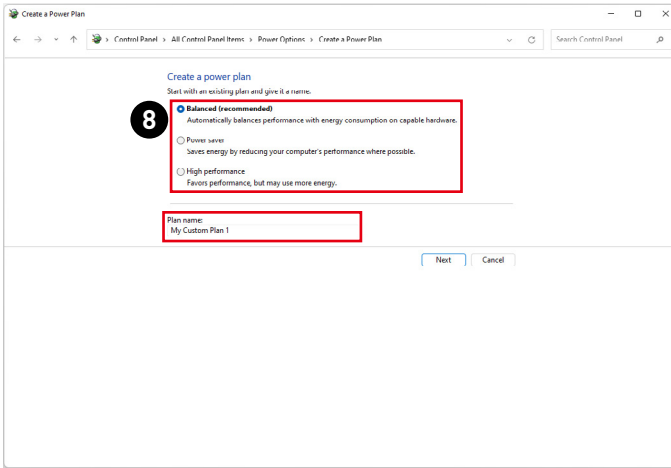 Create a Power Plan
Control Panel > All Control Panel Items > Power Options > Create a Power Plan
Search Control Panel
Create a power plan
Start with an existing plan and give it a name.
8
Balanced (recommended)
Automatically balances performance with energy consumption on capable hardware.
Power saver
Saves energy by reducing your computer's performance where possible.
High performance
Favors performance, but may use more energy.
Plan name:
My Custom Plan 1
Next Cancel